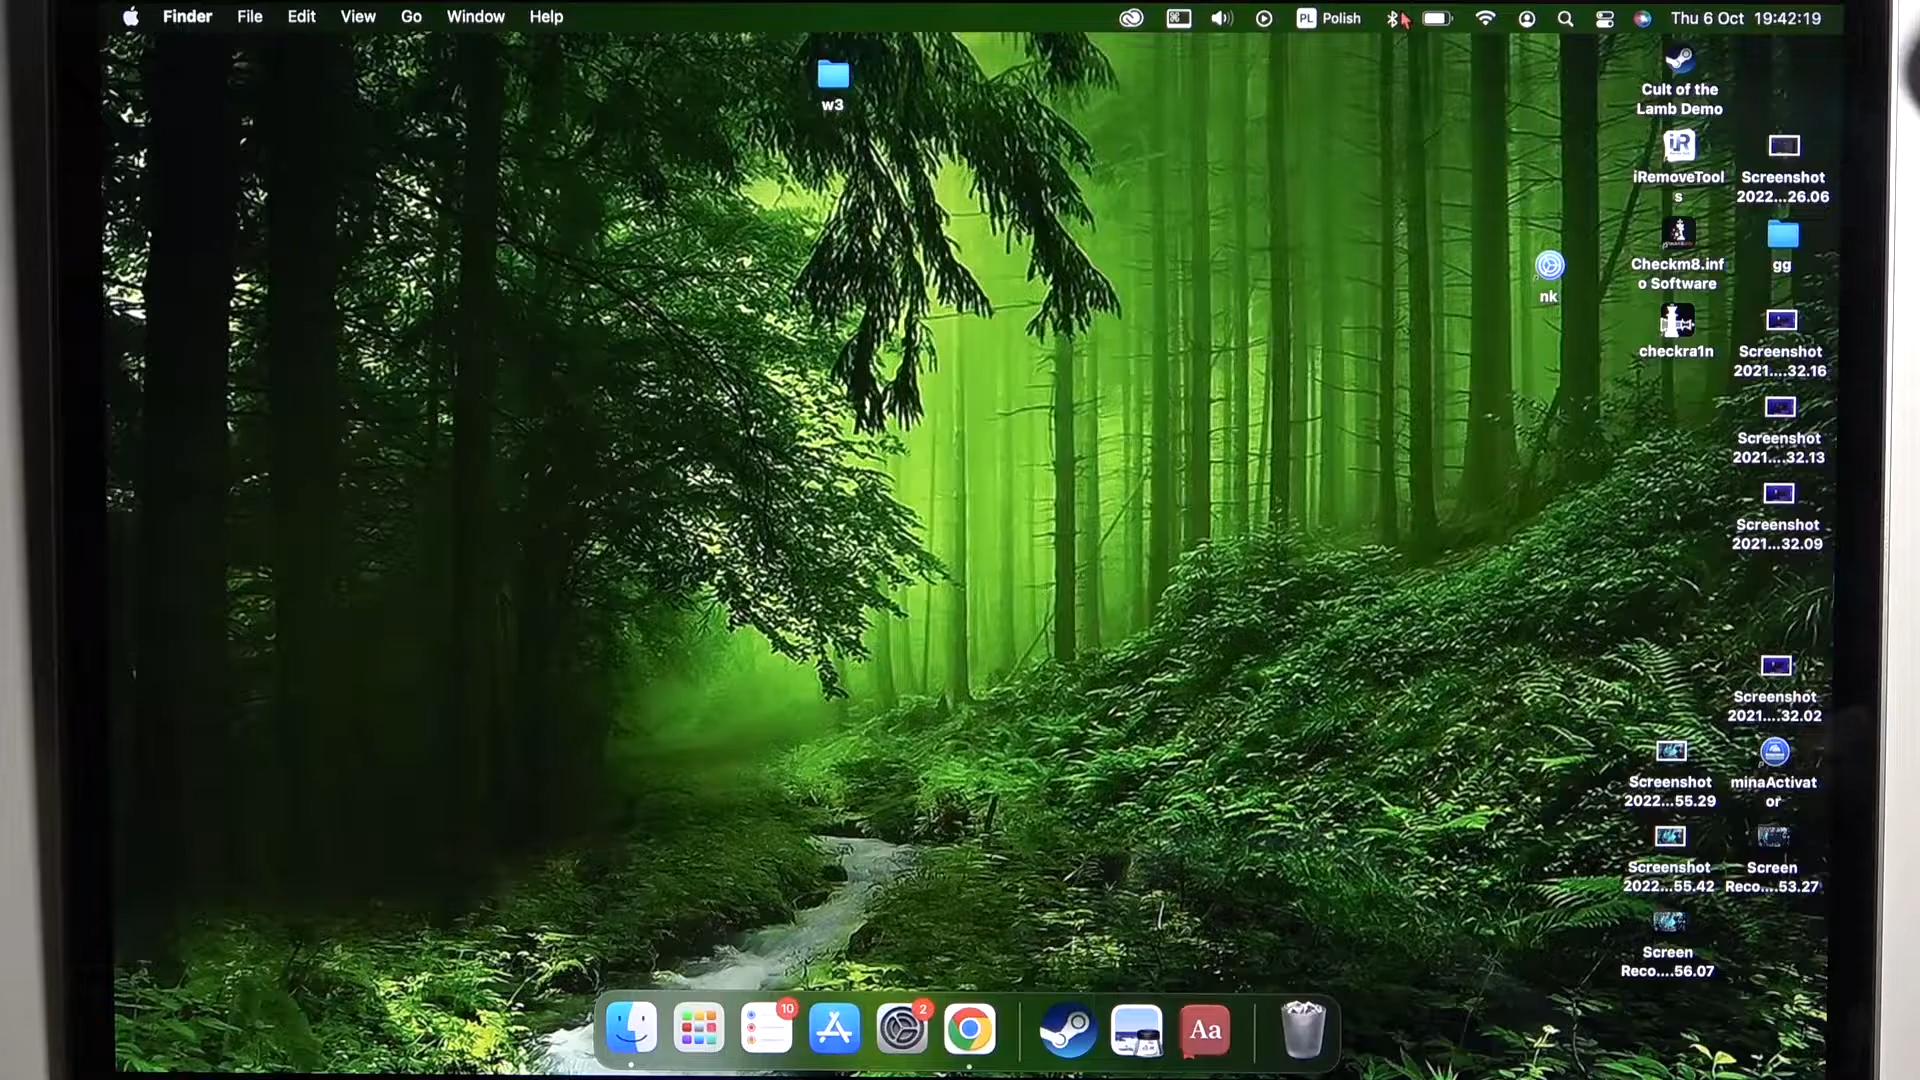 Finder File Edit View Go Window Help PL Polish Thu 6 Oct 19:42:19
w3
Cult of the
Lamb Demo
iR
iRemoveTool
s
Screenshot
2022...26.06
nk
Checkm8.inf
o Software
gg
checkra1n
Screenshot
2021....32.16
Screenshot
2021....32.13
Screenshot
2021....32.09
Screenshot
2021....32.02
Screenshot
2022...55.29
minaActivat
or
Screenshot
2022...55.42
Screen
Reco....53.27
Screen
Reco....56.07
10
2
Aa